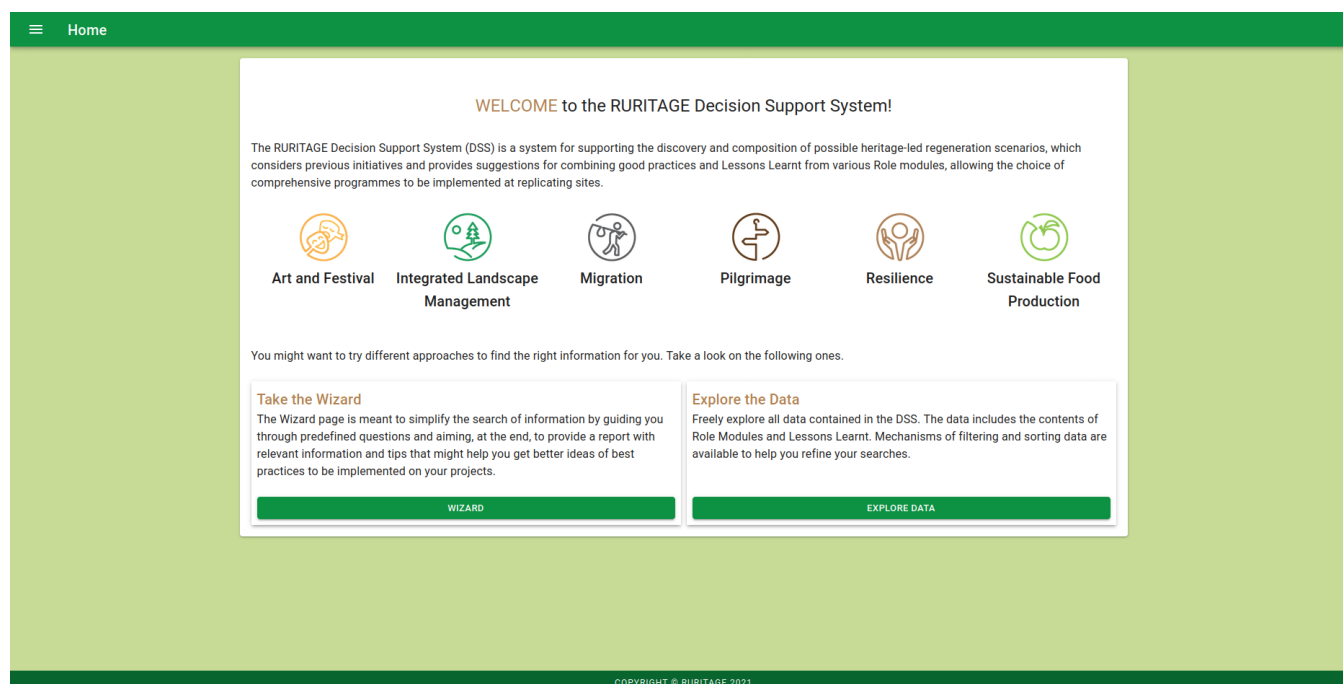 Home
WELCOME to the RURITAGE Decision Support System!
The RURITAGE Decision Support System (DSS) is a system for supporting the discovery and composition of possible heritage-led regeneration scenarios, which
considers previous initiatives and provides suggestions for combining good practices and Lessons Learnt from various Role modules, allowing the choice of
comprehensive programmes to be implemented at replicating sites.
Art and Festival
Integrated Landscape
Management
Migration
Pilgrimage
Resilience
Sustainable Food
Production
You might want to try different approaches to find the right information for you. Take a look on the following ones.
Take the Wizard
The Wizard page is meant to simplify the search of information by guiding you
through predefined questions and aiming, at the end, to provide a report with
relevant information and tips that might help you get better ideas of best
practices to be implemented on your projects.
WIZARD
Explore the Data
Freely explore all data contained in the DSS. The data includes the contents of
Role Modules and Lessons Learnt. Mechanisms of filtering and sorting data are
available to help you refine your searches.
EXPLORE DATA
COPYRIGHT © RURITAGE 2021